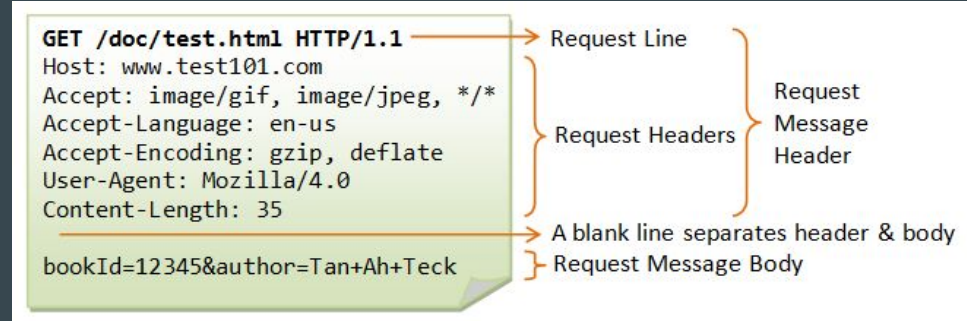 GET /doc/test.html HTTP/1.1
Host: www.test101.com
Accept: image/gif, image/jpeg, */*
Accept-Language: en-us
Accept-Encoding: gzip, deflate
User-Agent: Mozilla/4.0
Content-Length: 35
bookId=12345&author=Tan+Ah+Teck
Request Line
Request Headers
Request
Message
Header
A blank line separates header & body
Request Message Body